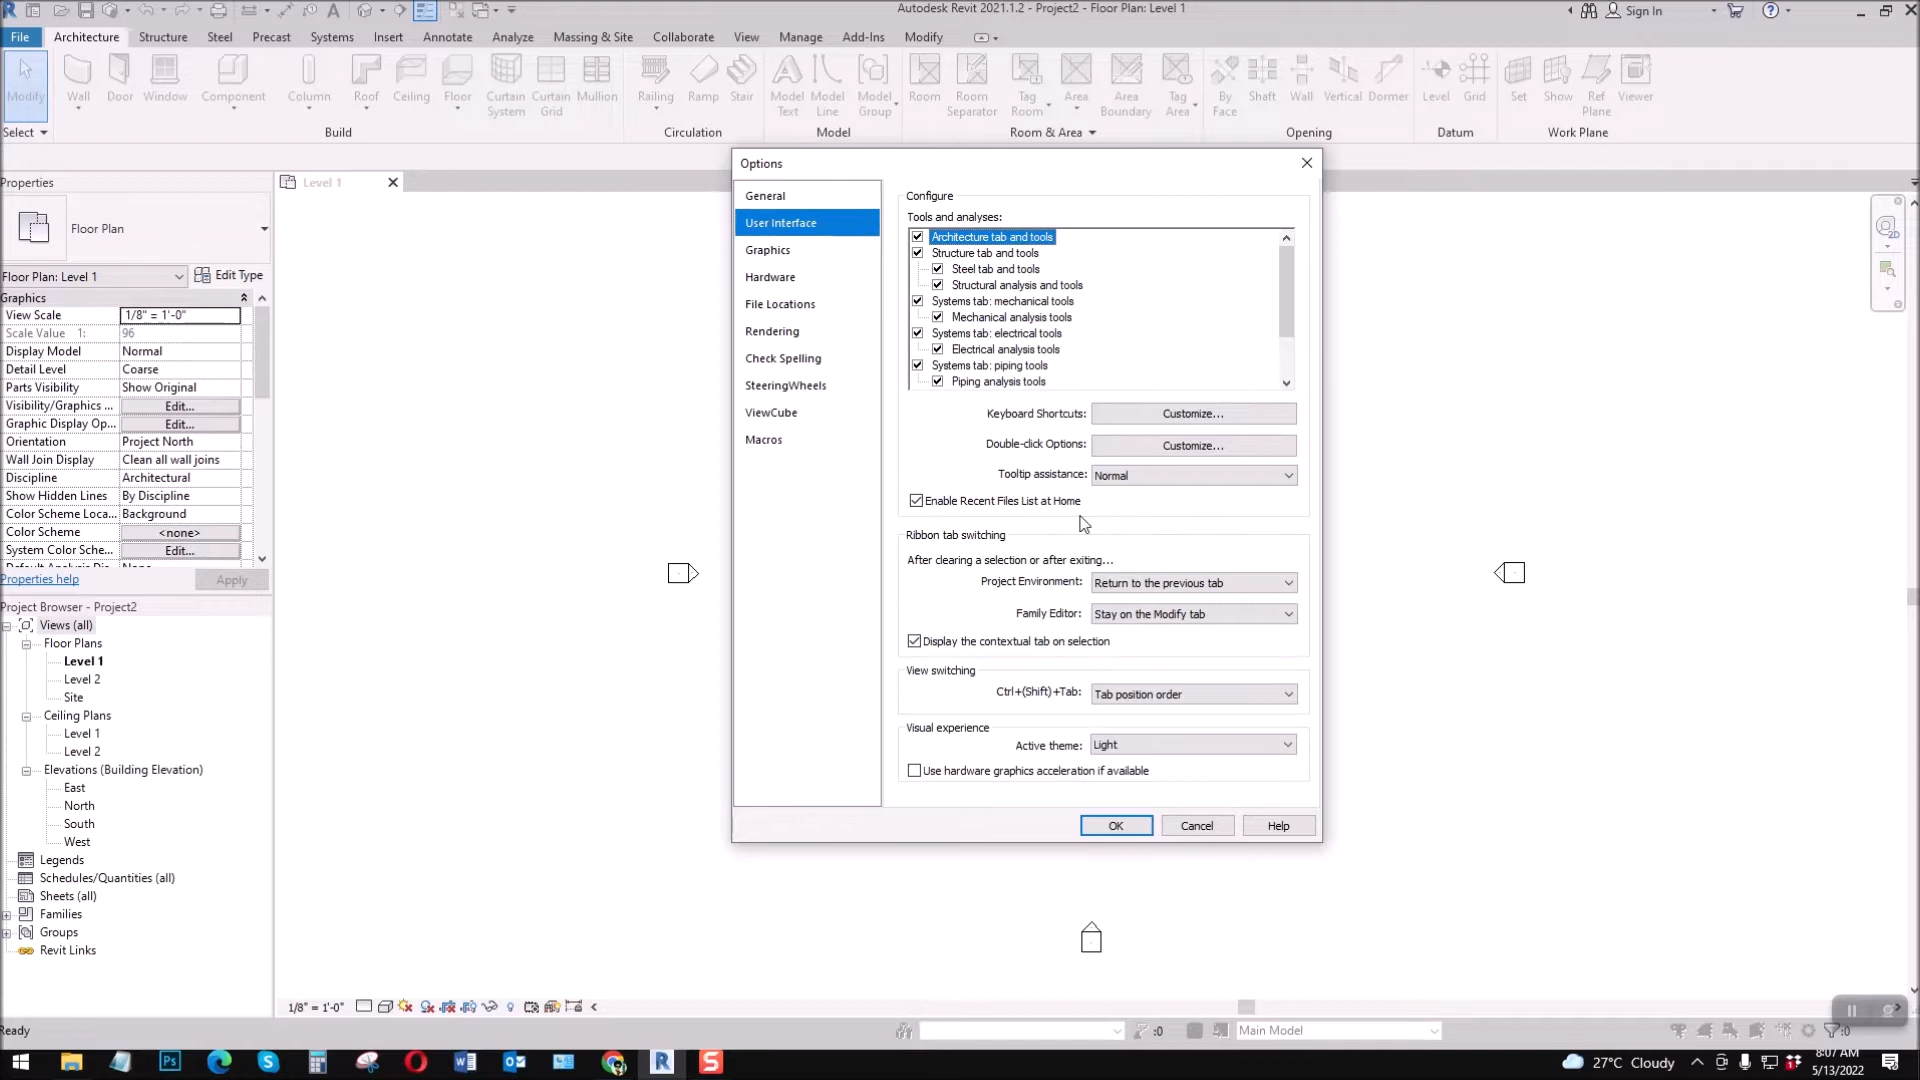 Autodesk Revit 2021.1.2 - Project2 - Floor Plan: Level 1
Sign In
File
Architecture
Structure
Steel
Precast
Systems
Insert
Annotate
Analyze
Massing & Site
Collaborate
View
Manage
Add-Ins
Modify
Modify
Wall
Door
Window
Component
Column
Roof
Ceiling
Floor
Curtain System
Curtain Grid
Mullion
Railing
Ramp
Stair
Model Text
Model Line
Model Group
Room
Room Separator
Tag Room
Area
Area Boundary
Tag Area
By Face
Shaft
Wall
Vertical
Dormer
Level
Grid
Set
Show
Ref Plane
Viewer
Select
Build
Circulation
Model
Room & Area
Opening
Datum
Work Plane
Properties
Level 1
Floor Plan
Floor Plan: Level 1
Edit Type
Graphics
View Scale 1/8" = 1'-0"
Scale Value 1: 96
Display Model Normal
Detail Level Coarse
Parts Visibility Show Original
Visibility/Graphics ... Edit...
Graphic Display Op... Edit...
Orientation Project North
Wall Join Display Clean all wall joins
Discipline Architectural
Show Hidden Lines By Discipline
Color Scheme Loca... Background
Color Scheme <none>
System Color Sche... Edit...
Properties help
Apply
Project Browser - Project2
Views (all)
Floor Plans
Level 1
Level 2
Site
Ceiling Plans
Level 1
Level 2
Elevations (Building Elevation)
East
North
South
West
Legends
Schedules/Quantities (all)
Sheets (all)
Families
Groups
Revit Links
Options
General
User Interface
Graphics
Hardware
File Locations
Rendering
Check Spelling
SteeringWheels
ViewCube
Macros
Configure
Tools and analyses:
Architecture tab and tools
Structure tab and tools
Steel tab and tools
Structural analysis and tools
Systems tab: mechanical tools
Mechanical analysis tools
Systems tab: electrical tools
Electrical analysis tools
Systems tab: piping tools
Piping analysis tools
Keyboard Shortcuts: Customize...
Double-click Options: Customize...
Tooltip assistance: Normal
Enable Recent Files List at Home
Ribbon tab switching
After clearing a selection or after exiting...
Project Environment: Return to the previous tab
Family Editor: Stay on the Modify tab
Display the contextual tab on selection
View switching
Ctrl+(Shift)+Tab: Tab position order
Visual experience
Active theme: Light
Use hardware graphics acceleration if available
OK
Cancel
Help
2D
1/8" = 1'-0"
Ready
:0
Main Model
:0
27°C Cloudy
8:07 AM
5/13/2022